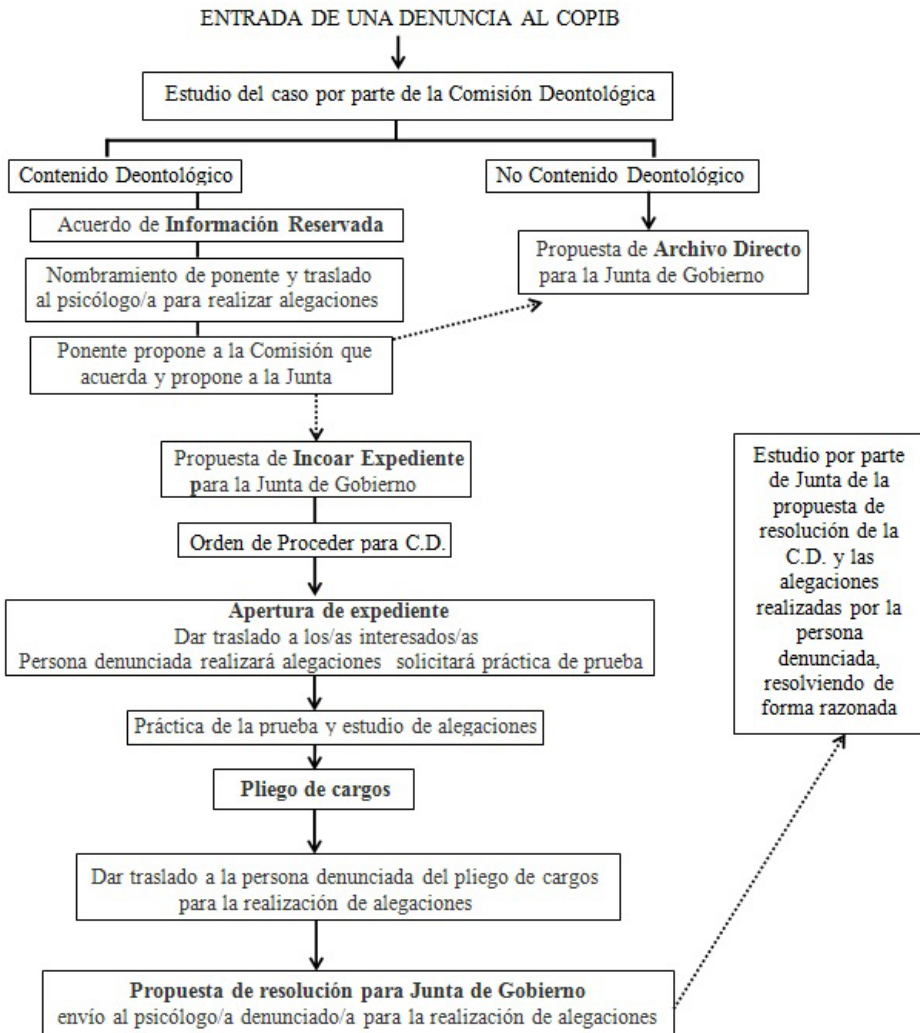 ENTRADA DE UNA DENUNCIA AL COPIB
Estudio del caso por parte de la Comisión Deontológica
Contenido Deontológico
No Contenido Deontológico
Acuerdo de Información Reservada
Propuesta de Archivo Directo
para la Junta de Gobierno
Nombramiento de ponente y traslado
al psicólogo/a para realizar alegaciones
Ponente propone a la Comisión que
acuerda y propone a la Junta
Propuesta de Incoar Expediente
para la Junta de Gobierno
Orden de Proceder para C.D.
Apertura de expediente
Dar traslado a los/as interesados/as
Persona denunciada realizará alegaciones solicitará práctica de prueba
Práctica de la prueba y estudio de alegaciones
Pliego de cargos
Dar traslado a la persona denunciada del pliego de cargos
para la realización de alegaciones
Propuesta de resolución para Junta de Gobierno
envío al psicólogo/a denunciado/a para la realización de alegaciones
Estudio por parte
de Junta de la
propuesta de
resolución de la
C.D. y las
alegaciones
realizadas por la
persona
denunciada,
resolviendo de
forma razonada